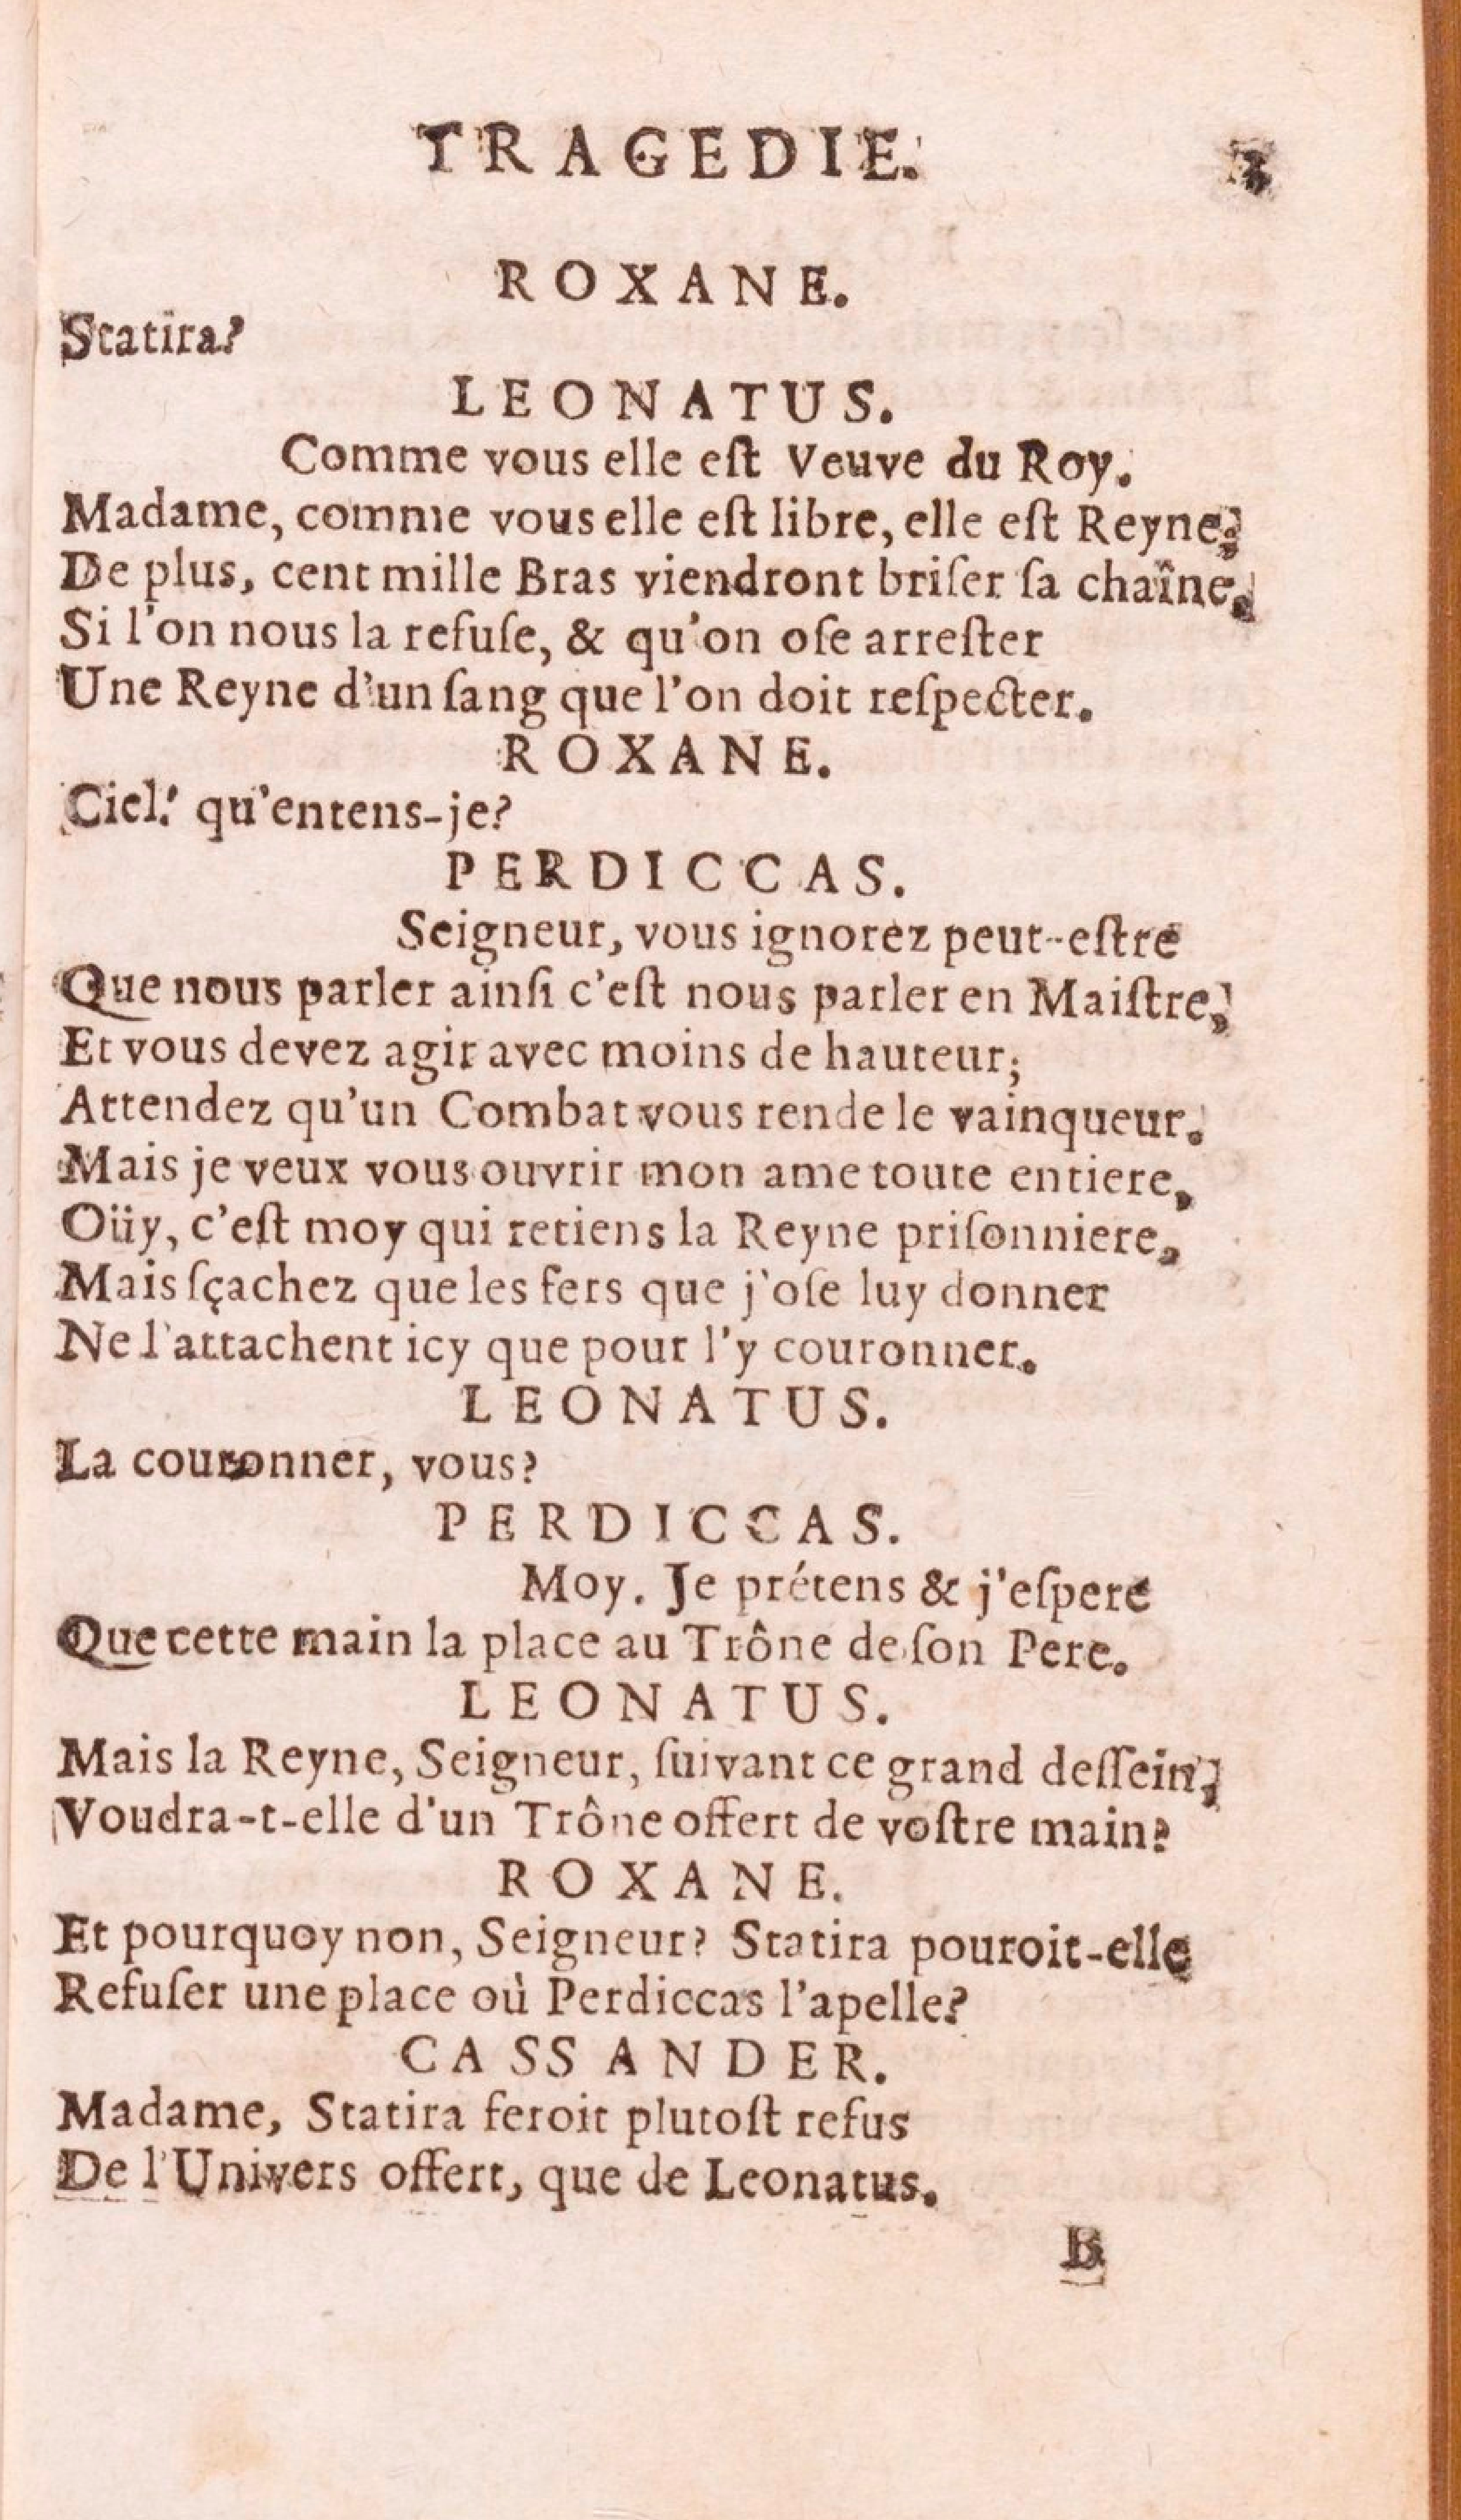 TRAGEDIE.
ROXANE.
Statira?
LEONATUS.
Comme vous elle eſt Veuve du Roy.
Madame, comme vous elle eſt libre, elle eſt Reyne;
De plus, cent mille Bras viendront briſer ſa chaîne,
Si l'on nous la refuſe, & qu'on oſe arreſter
Une Reyne d'un ſang que l'on doit reſpecter.
ROXANE.
Ciel! qu'entens-je?
PERDICCAS.
Seigneur, vous ignorez peut-eſtre
Que nous parler ainſi c'eſt nous parler en Maiſtre,
Et vous devez agir avec moins de hauteur;
Attendez qu'un Combat vous rende le vainqueur.
Mais je veux vous ouvrir mon ame toute entiere,
Oüy, c'eſt moy qui retiens la Reyne priſonniere,
Mais ſçachez que les fers que j'oſe luy donner
Ne l'attachent icy que pour l'y couronner.
LEONATUS.
La couronner, vous?
PERDICCAS.
Moy. Je prétens & j'eſpere
Que cette main la place au Trône de ſon Pere.
LEONATUS.
Mais la Reyne, Seigneur, ſuivant ce grand deſſein,
Voudra-t-elle d'un Trône offert de voſtre main?
ROXANE.
Et pourquoy non, Seigneur? Statira pouroit-elle
Refuſer une place où Perdiccas l'apelle?
CASSANDER.
Madame, Statira feroit plutoſt refus
De l'Univers offert, que de Leonatus.
B